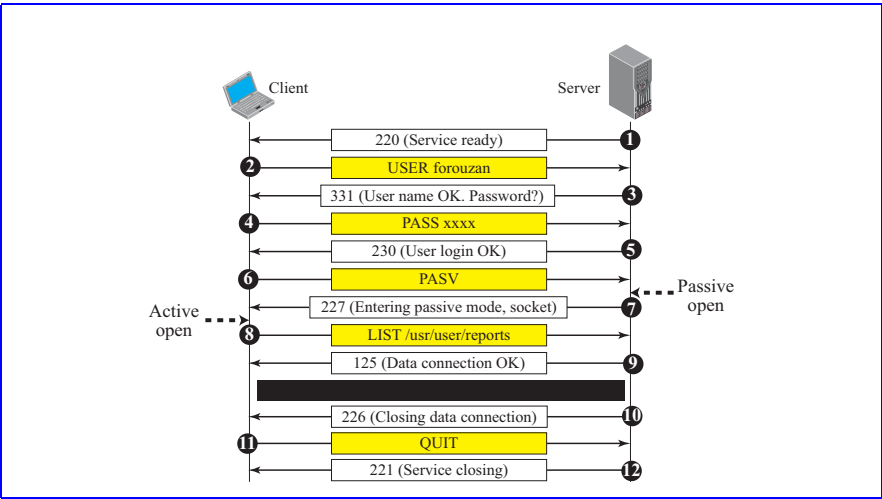 Client
Server
220 (Service ready)
1
2
USER forouzan
331 (User name OK. Password?)
3
4
PASS xxxx
230 (User login OK)
5
6
PASV
Passive
open
227 (Entering passive mode, socket)
7
Active
open
8
LIST /usr/user/reports
125 (Data connection OK)
9
226 (Closing data connection)
10
11
QUIT
221 (Service closing)
12